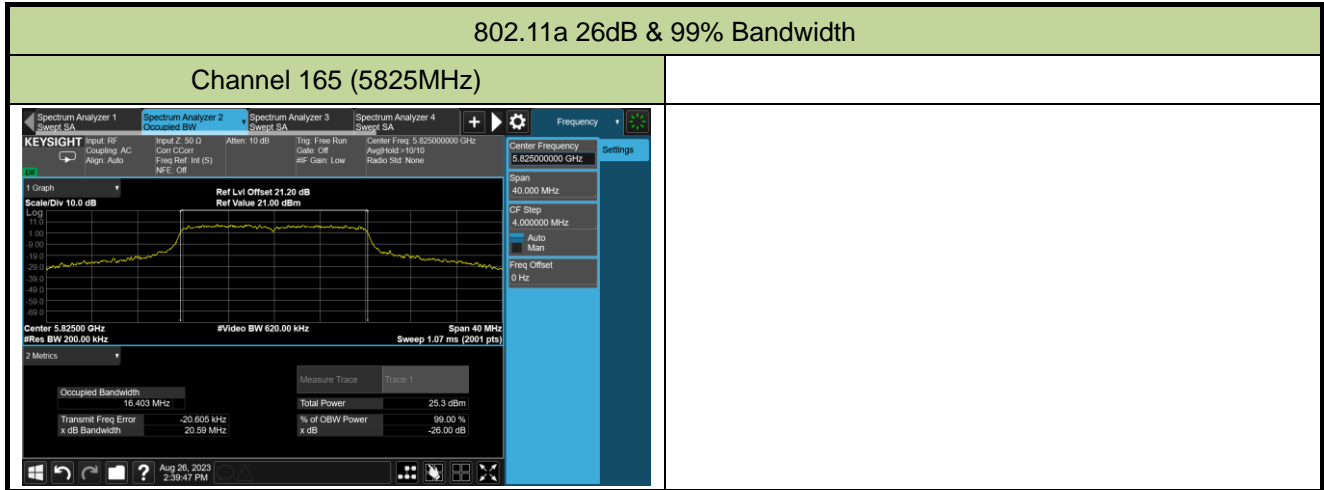 802.11a 26dB & 99% Bandwidth
Channel 165 (5825MHz)
Spectrum Analyzer 1
Swept SA
Spectrum Analyzer 2
Occupied BW
Spectrum Analyzer 3
Swept SA
Spectrum Analyzer 4
Swept SA
+
Frequency
KEYSIGHT
Input: RF
Coupling: AC
Align: Auto
Input Z: 50 Ω
Corr CCorr
Freq Ref: Int (S)
NFE: Off
Atten: 10 dB
Trig: Free Run
Gate: Off
#IF Gain: Low
Center Freq: 5.825000000 GHz
Avg|Hold:>10/10
Radio Std: None
Center Frequency
5.825000000 GHz
Settings
Span
40.000 MHz
CF Step
4.000000 MHz
Auto
Man
Freq Offset
0 Hz
1 Graph
Scale/Div 10.0 dB
Ref Lvl Offset 21.20 dB
Ref Value 21.00 dBm
Log
11.0
1.00
-9.00
-19.0
-29.0
-39.0
-49.0
-59.0
-69.0
Center 5.82500 GHz
#Res BW 200.00 kHz
#Video BW 620.00 kHz
Span 40 MHz
Sweep 1.07 ms (2001 pts)
2 Metrics
Measure Trace Trace 1
Occupied Bandwidth
16.403 MHz
Total Power 25.3 dBm
Transmit Freq Error -20.605 kHz
% of OBW Power 99.00 %
x dB Bandwidth 20.59 MHz
x dB -26.00 dB
?
Aug 26, 2023
2:39:47 PM